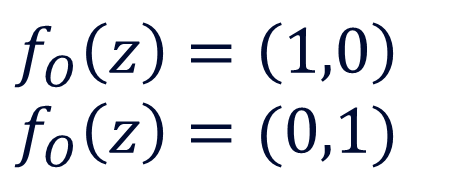 f_O(z) = (1,0)
f_O(z) = (0,1)